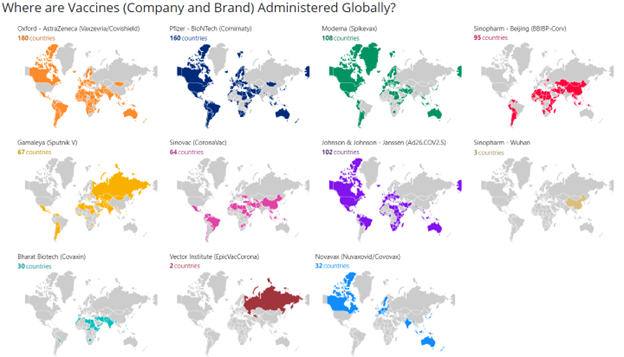 Where are Vaccines (Company and Brand) Administered Globally?
Oxford - AstraZeneca (Vaxzevria/Covishield)
180 countries
Pfizer - BioNTech (Comirnaty)
160 countries
Moderna (Spikevax)
108 countries
Sinopharm - Beijing (BBIBP-Corv)
95 countries
Gamaleya (Sputnik V)
67 countries
Sinovac (CoronaVac)
64 countries
Johnson & Johnson - Janssen (Ad26.COV2.S)
102 countries
Sinopharm - Wuhan
3 countries
Bharat Biotech (Covaxin)
30 countries
Vector Institute (EpicVacCorona)
2 countries
Novavax (Nuvaxovid/Covovax)
32 countries